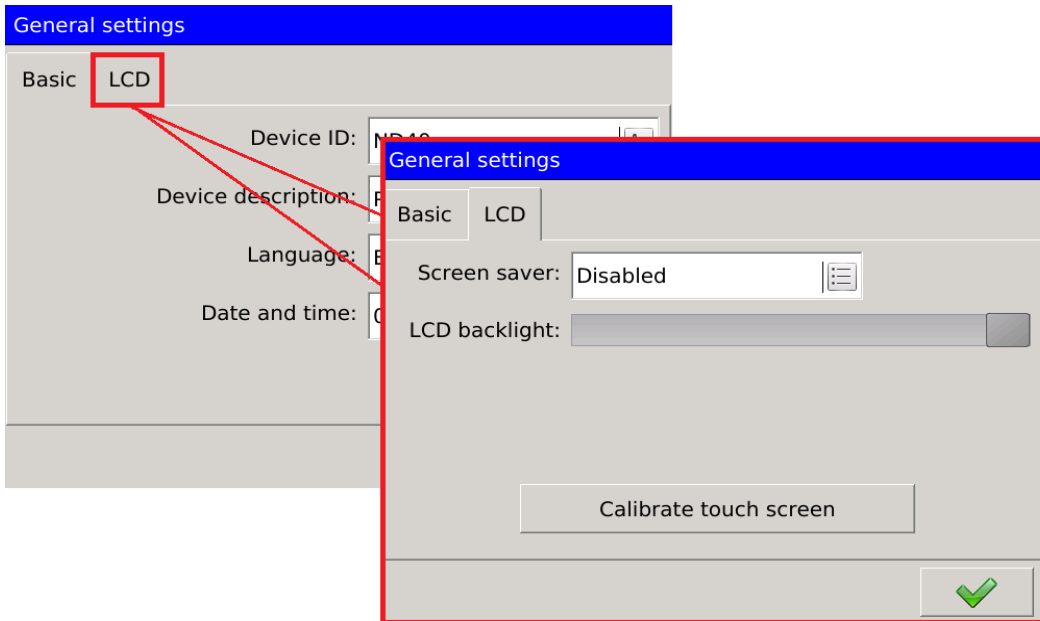 General settings
Basic LCD
Device ID:
Device description:
Language:
Date and time:
General settings
Basic LCD
Screen saver: Disabled
LCD backlight:
Calibrate touch screen